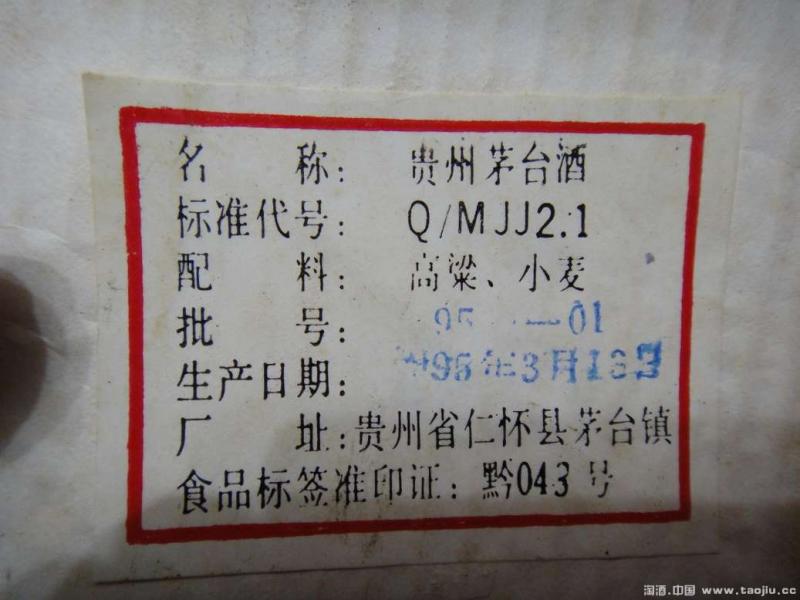 名 称: 贵州茅台酒
标准代号: Q/MJJ2.1
配 料: 高粱、小麦
批 号: 95 —01
生产日期: 1995年3月16日
厂 址: 贵州省仁怀县茅台镇
食品标签准印证: 黔043号
淘酒.中国 www.taojiu.cc